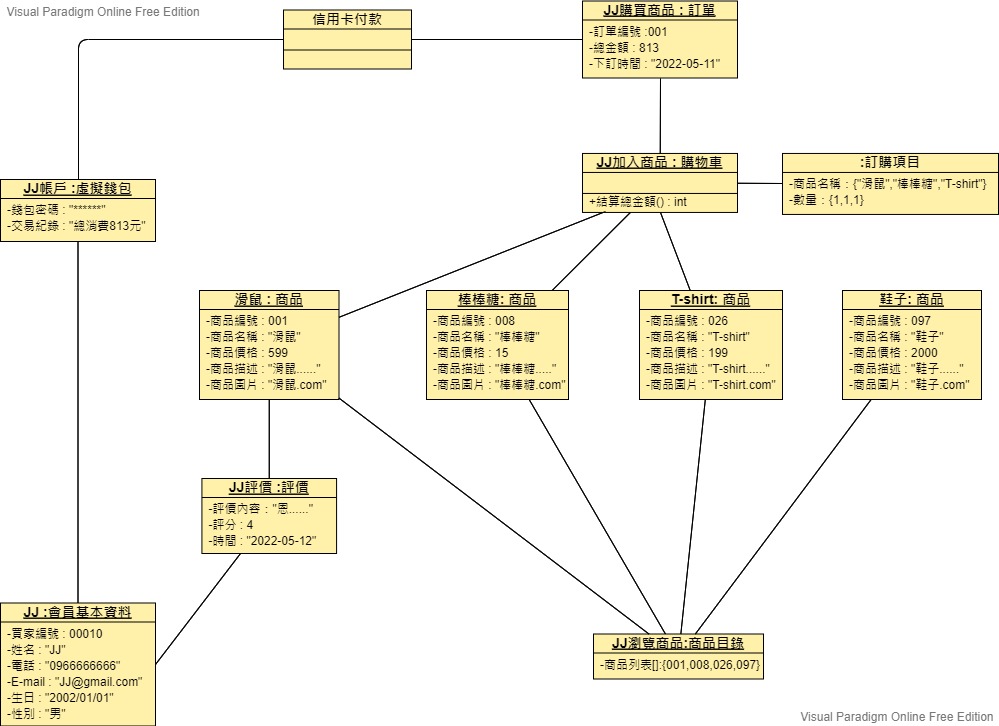 Visual Paradigm Online Free Edition
信用卡付款
JJ購買商品 : 訂單
-訂單編號 :001
-總金額 : 813
-下訂時間 : "2022-05-11"
JJ帳戶 :虛擬錢包
-錢包密碼 : "******"
-交易紀錄 : "總消費813元"
JJ加入商品 : 購物車
+結算總金額() : int
:訂購項目
-商品名稱 : {"滑鼠","棒棒糖","T-shirt"}
-數量 : {1,1,1}
滑鼠 : 商品
-商品編號 : 001
-商品名稱 : "滑鼠"
-商品價格 : 599
-商品描述 : "滑鼠......"
-商品圖片 : "滑鼠.com"
棒棒糖: 商品
-商品編號 : 008
-商品名稱 : "棒棒糖"
-商品價格 : 15
-商品描述 : "棒棒糖....."
-商品圖片 : "棒棒糖.com"
T-shirt: 商品
-商品編號 : 026
-商品名稱 : "T-shirt"
-商品價格 : 199
-商品描述 : "T-shirt......"
-商品圖片 : "T-shirt.com"
鞋子: 商品
-商品編號 : 097
-商品名稱 : "鞋子"
-商品價格 : 2000
-商品描述 : "鞋子......"
-商品圖片 : "鞋子.com"
JJ評價 :評價
-評價內容 : "恩......"
-評分 : 4
-時間 : "2022-05-12"
JJ :會員基本資料
-買家編號 : 00010
-姓名 : "JJ"
-電話 : "0966666666"
-E-mail : "JJ@gmail.com"
-生日 : "2002/01/01"
-性別 : "男"
JJ瀏覽商品:商品目錄
-商品列表[]:{001,008,026,097}
Visual Paradigm Online Free Edition